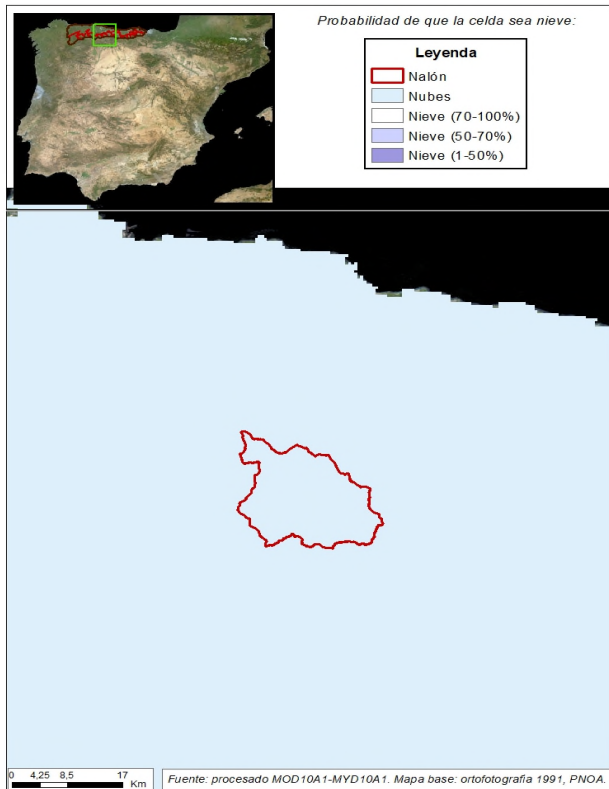 Probabilidad de que la celda sea nieve:
Leyenda
Nalón
Nubes
Nieve (70-100%)
Nieve (50-70%)
Nieve (1-50%)
0 4,25 8,5 17
Km
Fuente: procesado MOD10A1-MYD10A1. Mapa base: ortofotografia 1991, PNOA.